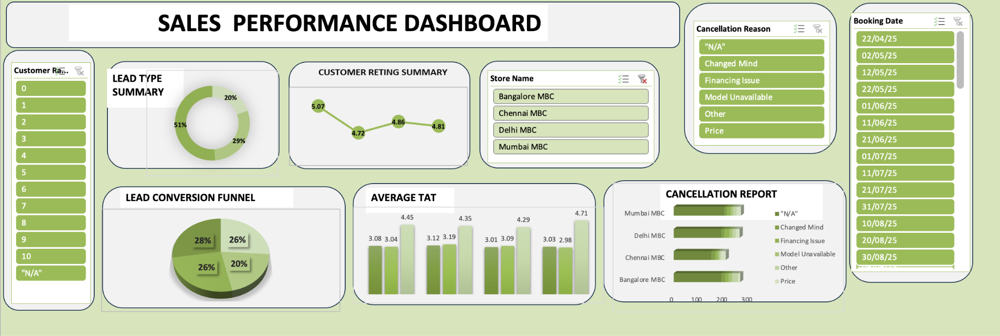 SALES  PERFORMANCE DASHBOARD
Customer Ra...
0
1
2
3
4
5
6
7
8
9
10
"N/A"
LEAD TYPE
SUMMARY
20%
51%
29%
CUSTOMER RETING SUMMARY
5.07
4.72
4.86
4.81
Store Name
Bangalore MBC
Chennai MBC
Delhi MBC
Mumbai MBC
Cancellation Reason
"N/A"
Changed Mind
Financing Issue
Model Unavailable
Other
Price
Booking Date
22/04/25
02/05/25
12/05/25
22/05/25
01/06/25
11/06/25
21/06/25
01/07/25
11/07/25
21/07/25
31/07/25
10/08/25
20/08/25
30/08/25
LEAD CONVERSION FUNNEL
28%
26%
26%
20%
AVERAGE TAT
3.08 3.04 4.45
3.12 3.19 4.35
3.01 3.09 4.29
3.03 2.98 4.71
CANCELLATION REPORT
Mumbai MBC
Delhi MBC
Chennai MBC
Bangalore MBC
0 100 200 300
"N/A"
Changed Mind
Financing Issue
Model Unavailable
Other
Price